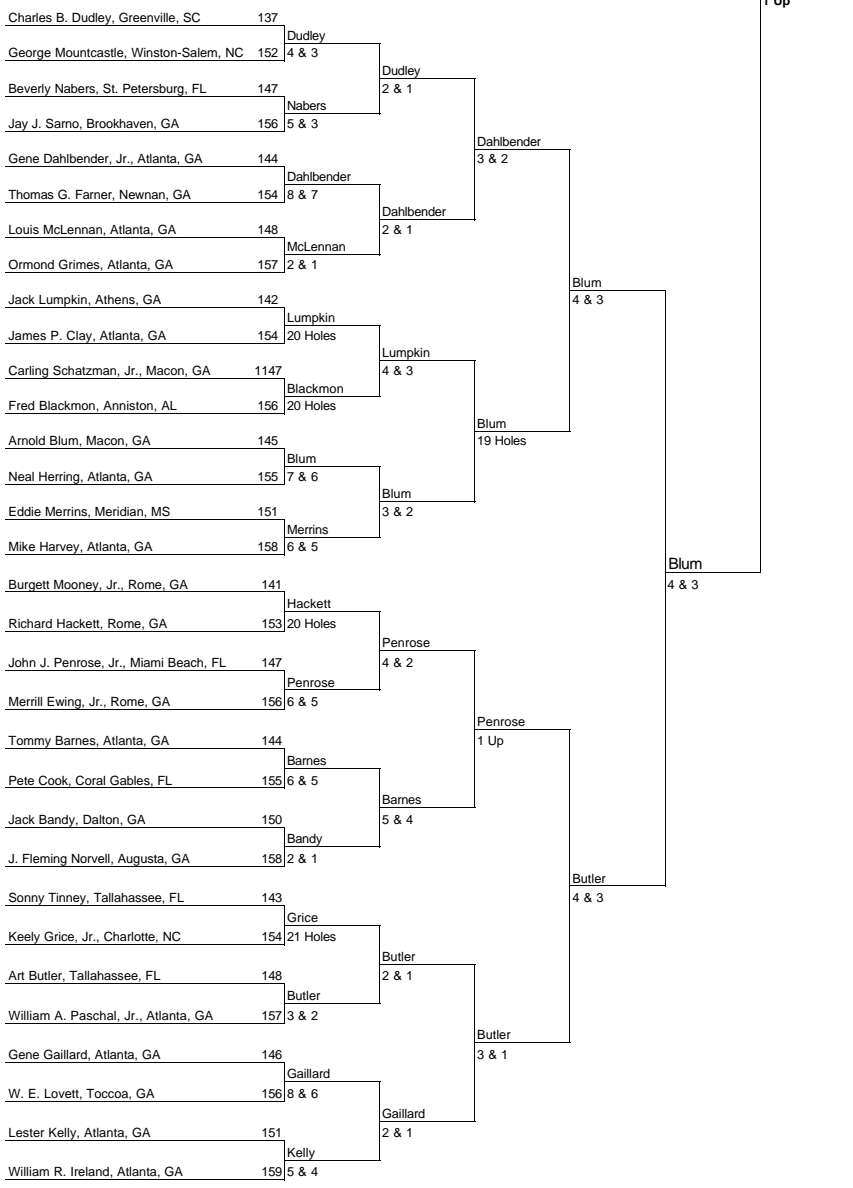 1 Up
Charles B. Dudley, Greenville, SC 137
Dudley
George Mountcastle, Winston-Salem, NC 152 4 & 3
Dudley
Beverly Nabers, St. Petersburg, FL 147 2 & 1
Nabers
Jay J. Sarno, Brookhaven, GA 156 5 & 3
Dahlbender
Gene Dahlbender, Jr., Atlanta, GA 144 3 & 2
Dahlbender
Thomas G. Farner, Newnan, GA 154 8 & 7
Dahlbender
Louis McLennan, Atlanta, GA 148 2 & 1
McLennan
Ormond Grimes, Atlanta, GA 157 2 & 1
Blum
Jack Lumpkin, Athens, GA 142 4 & 3
Lumpkin
James P. Clay, Atlanta, GA 154 20 Holes
Lumpkin
Carling Schatzman, Jr., Macon, GA 1147 4 & 3
Blackmon
Fred Blackmon, Anniston, AL 156 20 Holes
Blum
Arnold Blum, Macon, GA 145 19 Holes
Blum
Neal Herring, Atlanta, GA 155 7 & 6
Blum
Eddie Merrins, Meridian, MS 151 3 & 2
Merrins
Mike Harvey, Atlanta, GA 158 6 & 5
Blum
Burgett Mooney, Jr., Rome, GA 141 4 & 3
Hackett
Richard Hackett, Rome, GA 153 20 Holes
Penrose
John J. Penrose, Jr., Miami Beach, FL 147 4 & 2
Penrose
Merrill Ewing, Jr., Rome, GA 156 6 & 5
Penrose
Tommy Barnes, Atlanta, GA 144 1 Up
Barnes
Pete Cook, Coral Gables, FL 155 6 & 5
Barnes
Jack Bandy, Dalton, GA 150 5 & 4
Bandy
J. Fleming Norvell, Augusta, GA 158 2 & 1
Butler
Sonny Tinney, Tallahassee, FL 143 4 & 3
Grice
Keely Grice, Jr., Charlotte, NC 154 21 Holes
Butler
Art Butler, Tallahassee, FL 148 2 & 1
Butler
William A. Paschal, Jr., Atlanta, GA 157 3 & 2
Butler
Gene Gaillard, Atlanta, GA 146 3 & 1
Gaillard
W. E. Lovett, Toccoa, GA 156 8 & 6
Gaillard
Lester Kelly, Atlanta, GA 151 2 & 1
Kelly
William R. Ireland, Atlanta, GA 159 5 & 4